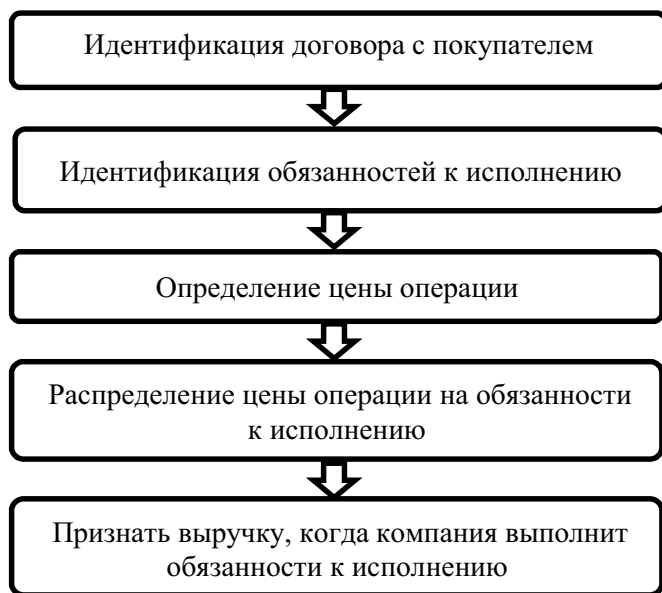 Идентификация договора с покупателем
Идентификация обязанностей к исполнению
Определение цены операции
Распределение цены операции на обязанности
к исполнению
Признать выручку, когда компания выполнит
обязанности к исполнению